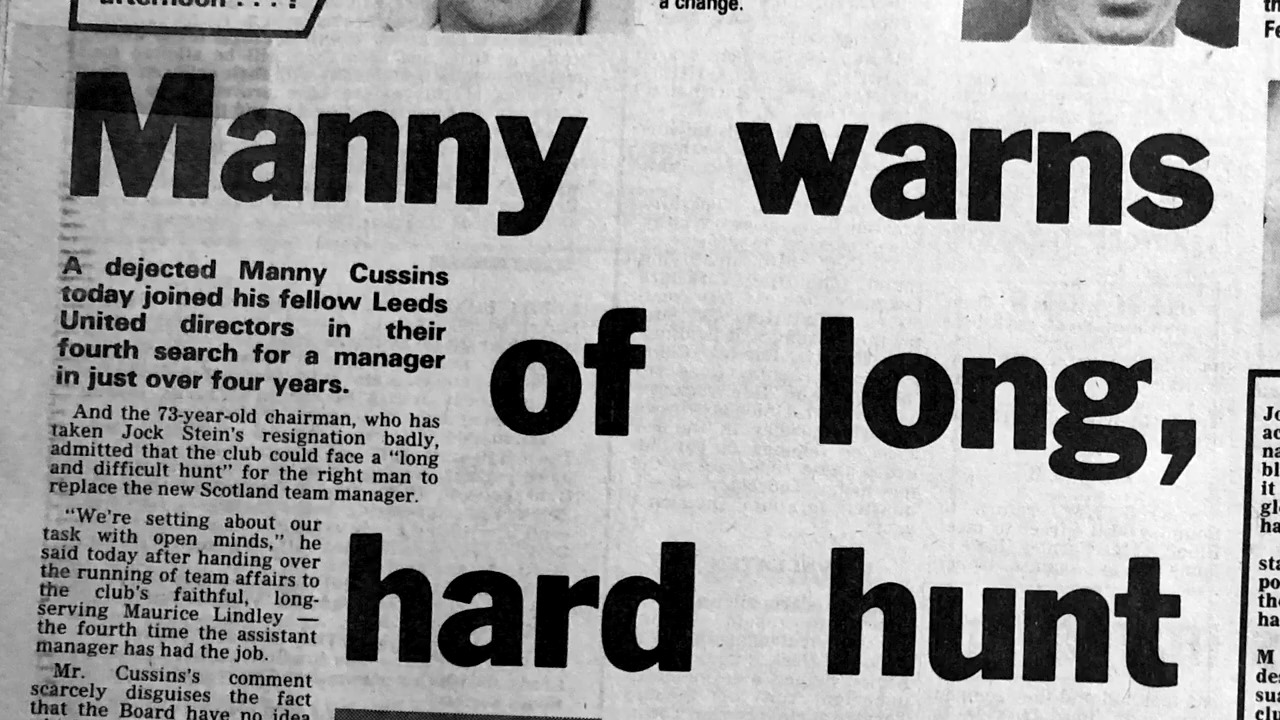 afternoon . . . !
a change.
Manny warns
of long,
hard hunt
A dejected Manny Cussins
today joined his fellow Leeds
United directors in their
fourth search for a manager
in just over four years.
And the 73-year-old chairman, who has
taken Jock Stein's resignation badly,
admitted that the club could face a "long
and difficult hunt" for the right man to
replace the new Scotland team manager.
"We're setting about our
task with open minds," he
said today after handing over
the running of team affairs to
the club's faithful, long-
serving Maurice Lindley —
the fourth time the assistant
manager has had the job.
Mr. Cussins's comment
scarcely disguises the fact
that the Board have no idea